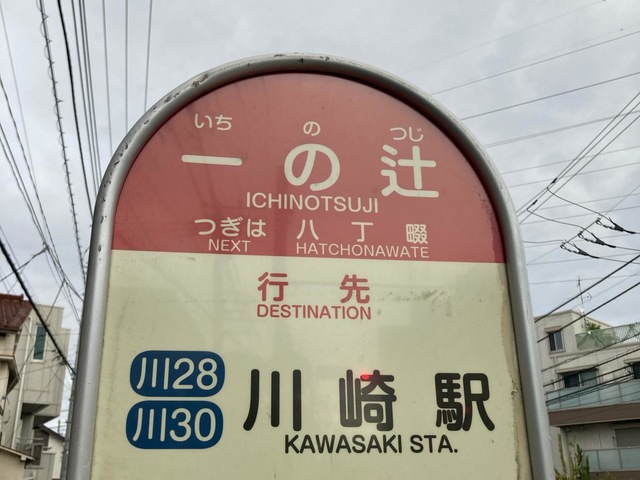 いち の つじ
一の辻
ICHINOTSUJI
つぎは 八丁畷
NEXT HATCHONAWATE
行先
DESTINATION
川28
川30
川崎駅
KAWASAKI STA.